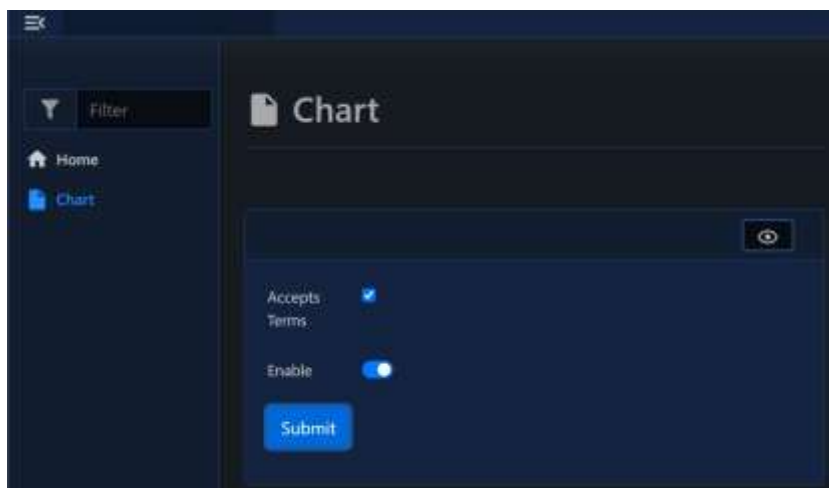 Filter
Chart
Home
Chart
Accepts
Terms
Enable
Submit